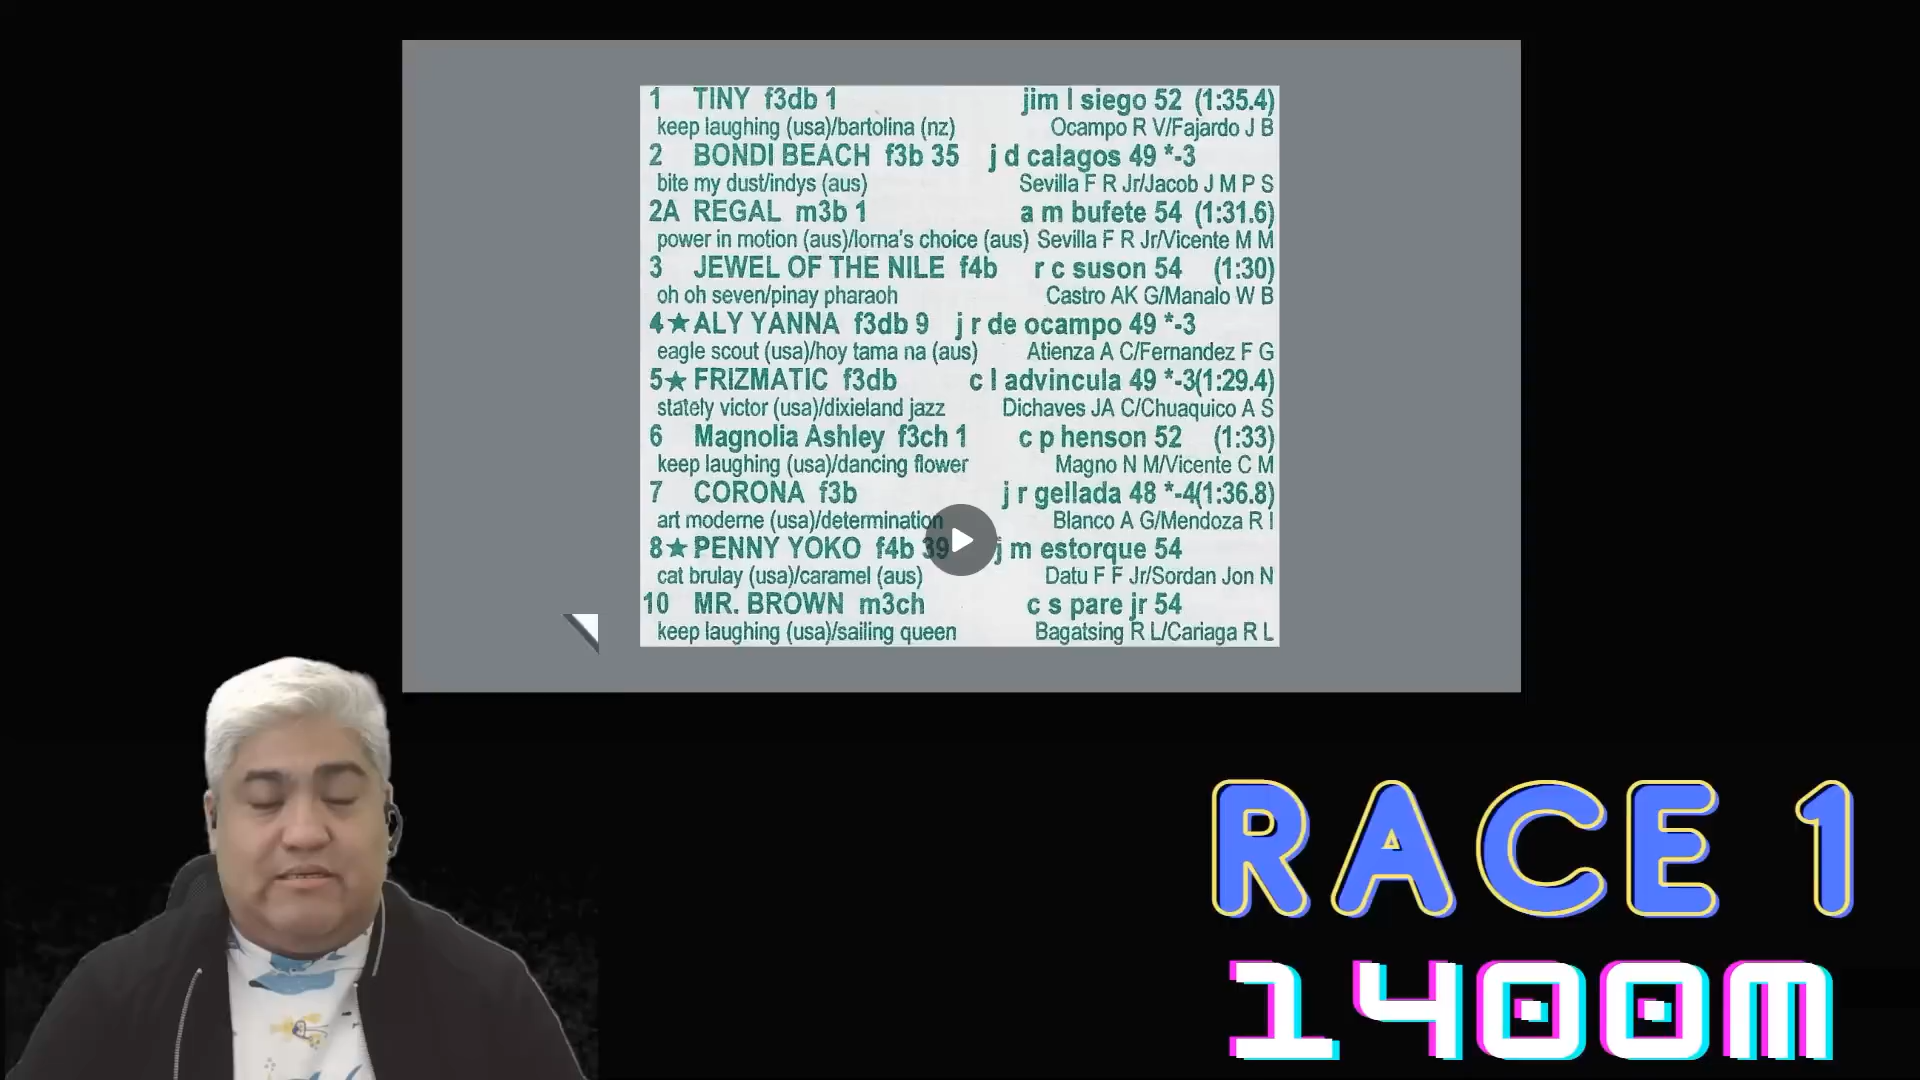 1 TINY f3db 1 jim l siego 52 (1:35.4)
keep laughing (usa)/bartolina (nz) Ocampo R V/Fajardo J B
2 BONDI BEACH f3b 35 j d calagos 49 *-3
bite my dust/indys (aus) Sevilla F R Jr/Jacob J M P S
2A REGAL m3b 1 a m bufete 54 (1:31.6)
power in motion (aus)/lorna's choice (aus) Sevilla F R Jr/Vicente M M
3 JEWEL OF THE NILE f4b r c suson 54 (1:30)
oh oh seven/pinay pharaoh Castro AK G/Manalo W B
4★ALY YANNA f3db 9 j r de ocampo 49 *-3
eagle scout (usa)/hoy tama na (aus) Atienza A C/Fernandez F G
5★ FRIZMATIC f3db c l advincula 49 *-3(1:29.4)
stately victor (usa)/dixieland jazz Dichaves JA C/Chuaquico A S
6 Magnolia Ashley f3ch 1 c p henson 52 (1:33)
keep laughing (usa)/dancing flower Magno N M/Vicente C M
7 CORONA f3b j r gellada 48 *-4(1:36.8)
art moderne (usa)/determination Blanco A G/Mendoza R I
8★ PENNY YOKO f4b 39 j m estorque 54
cat brulay (usa)/caramel (aus) Datu F F Jr/Sordan Jon N
10 MR. BROWN m3ch c s pare jr 54
keep laughing (usa)/sailing queen Bagatsing R L/Cariaga R L
RACE 1
1400M